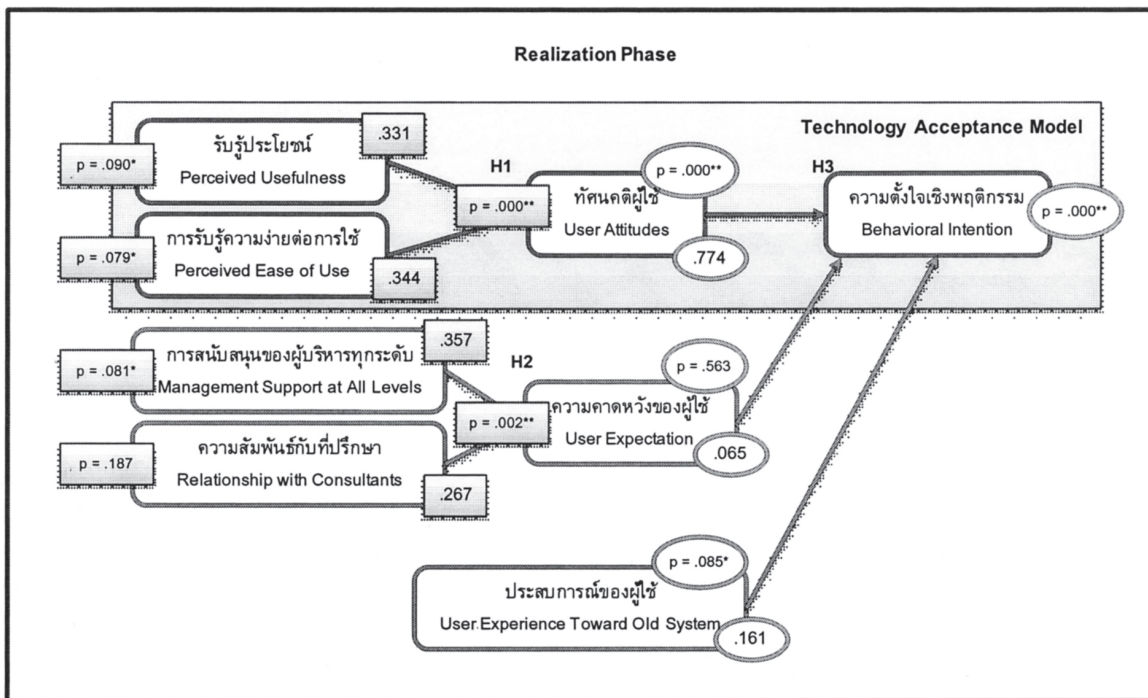 Realization Phase
Technology Acceptance Model
.331
รับรู้ประโยชน์
Perceived Usefulness
p = .090*
H1
p = .000**
การรับรู้ความง่ายต่อการใช้
Perceived Ease of Use
p = .079*
.344
p = .000**
ทัศนคติผู้ใช้
User Attitudes
.774
H3
ความตั้งใจเชิงพฤติกรรม
Behavioral Intention
p = .000**
.357
การสนับสนุนของผู้บริหารทุกระดับ
Management Support at All Levels
p = .081*
H2
p = .002**
ความสัมพันธ์กับที่ปรึกษา
Relationship with Consultants
p = .187
.267
p = .563
ความคาดหวังของผู้ใช้
User Expectation
.065
p = .085*
ประสบการณ์ของผู้ใช้
User Experience Toward Old System
.161